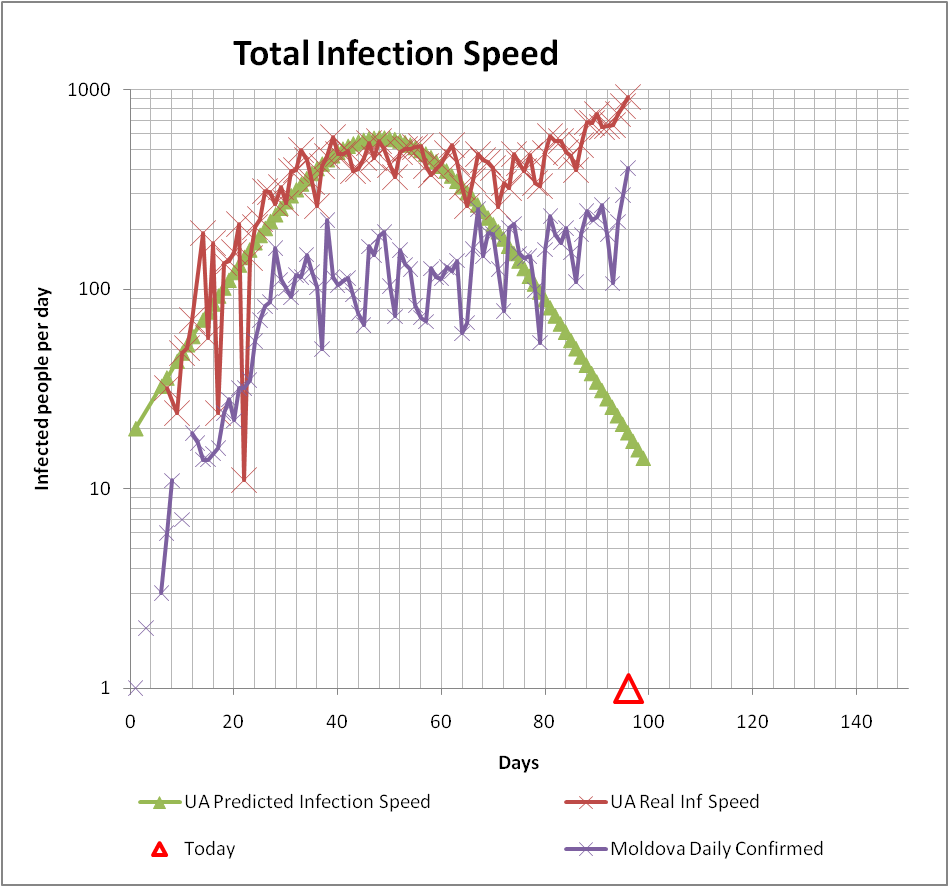 Total Infection Speed
1000
100
10
1
Infected people per day
0 20 40 60 80 100 120 140
Days
UA Predicted Infection Speed
UA Real Inf Speed
Today
Moldova Daily Confirmed